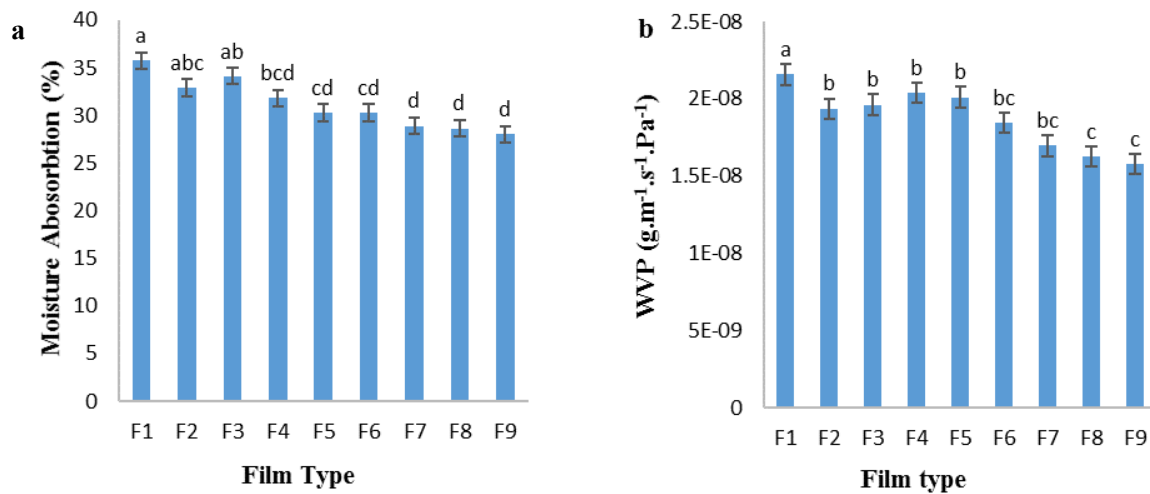 a
Moisture Abosorbtion (%)
40
35
30
25
20
15
10
5
0
a
abc
ab
bcd
cd
cd
d
d
d
F1 F2 F3 F4 F5 F6 F7 F8 F9
Film Type
b
WVP (g.m⁻¹.s⁻¹.Pa⁻¹)
2.5E-08
2E-08
1.5E-08
1E-08
5E-09
0
a
b
b
b
b
bc
bc
c
c
F1 F2 F3 F4 F5 F6 F7 F8 F9
Film type